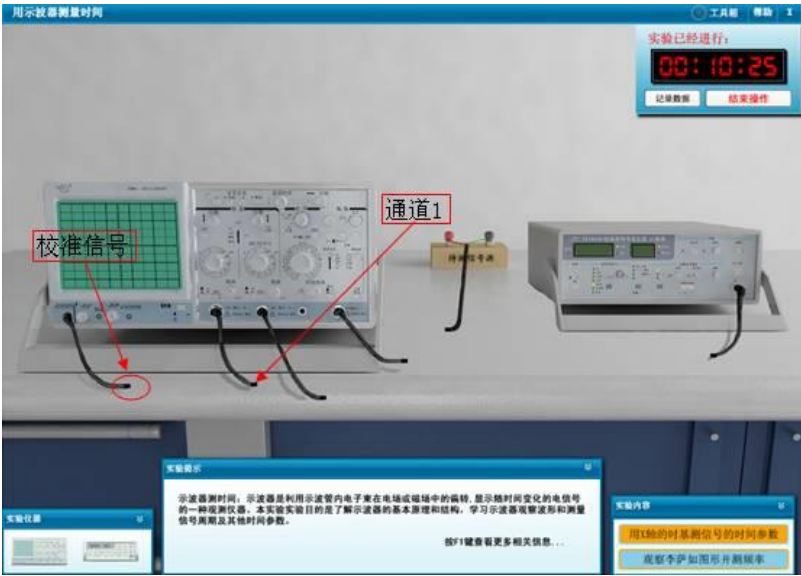 用示波器测量时间
工具箱 帮助 X
实验已经进行：
00:10:25
记录数据 结束操作
通道1
校准信号
待测信号源
实验提示
示波器测时间：示波器是利用示波管内电子束在电场或磁场中的偏转，显示随时间变化的电信号
的一种观测仪器。本实验实验目的是了解示波器的基本原理和结构，学习示波器观察波形和测量
信号周期及其他时间参数。
按F1键查看更多相关信息...
实验仪器
实验内容
用X轴的时基测信号的时间参数
观察李萨如图形并测频率